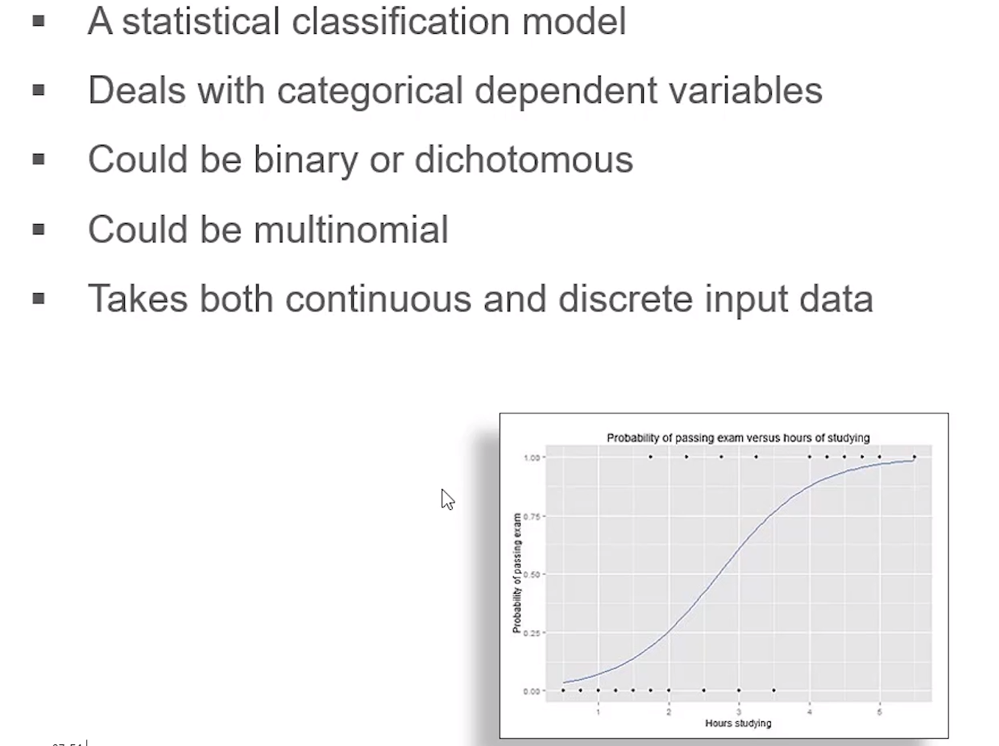 ▪ A statistical classification model
▪ Deals with categorical dependent variables
▪ Could be binary or dichotomous
▪ Could be multinomial
▪ Takes both continuous and discrete input data
Probability of passing exam versus hours of studying
Probability of passing exam
1.00
0.75
0.50
0.25
0.00
1 2 3 4 5
Hours studying